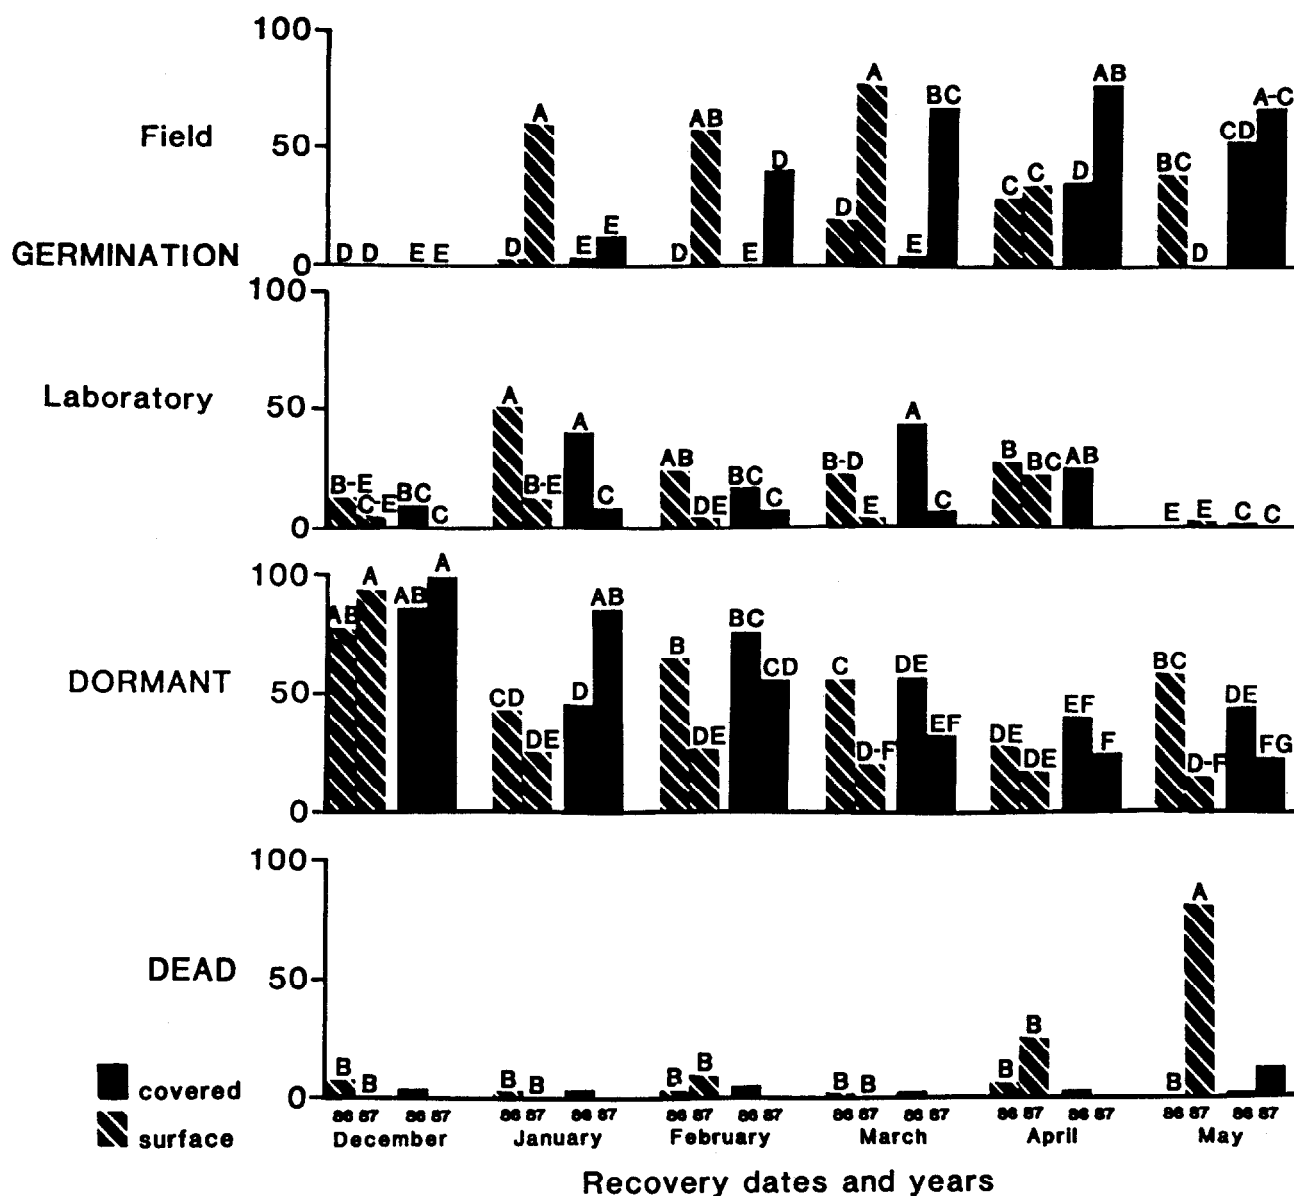 100
A
A
AB
A-C
AB
BC
Field
50
D
CD
BC
C
C
D
D
GERMINATION
0
D D
E E
D
E
E
D
E
E
D
100
Laboratory
50
A
A
A
B
AB
AB
BC
B-D
BC
B-E
C-E
BC
C
B-E
C
DE
C
E
C
E
E
C
C
0
100
A
A
AB
AB
AB
BC
DORMANT
50
B
CD
C
DE
BC
CD
DE
D
DE
D-F
EF
DE
DE
EF
F
D-F
DE
FG
0
100
A
DEAD
50
B
B
B
B
B
B
B
B
B
B
B
0
covered
surface
86 87
86 87
86 87
86 87
86 87
86 87
86 87
86 87
86 87
86 87
86 87
86 87
December
January
February
March
April
May
Recovery dates and years